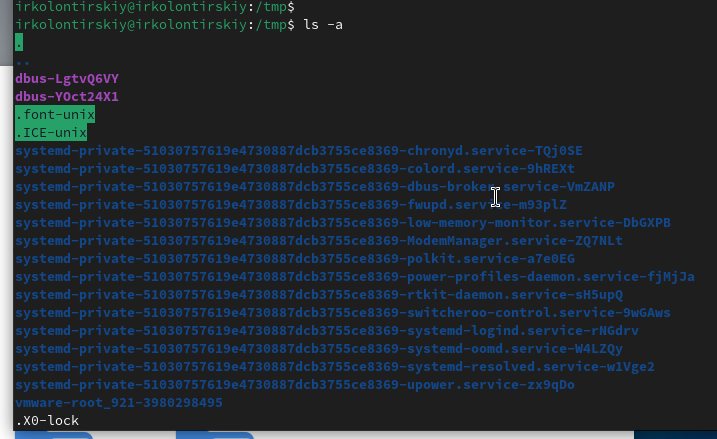 irkolontirskiy@irkolontirskiy:/tmp$
irkolontirskiy@irkolontirskiy:/tmp$ ls -a
.
..
dbus-LgtvQ6VY
dbus-YOct24X1
.font-unix
.ICE-unix
systemd-private-51030757619e4730887dcb3755ce8369-chronyd.service-TQj0SE
systemd-private-51030757619e4730887dcb3755ce8369-colord.service-9hREXt
systemd-private-51030757619e4730887dcb3755ce8369-dbus-broker.service-VmZANP
systemd-private-51030757619e4730887dcb3755ce8369-fwupd.service-m93plZ
systemd-private-51030757619e4730887dcb3755ce8369-low-memory-monitor.service-DbGXPB
systemd-private-51030757619e4730887dcb3755ce8369-ModemManager.service-ZQ7NLt
systemd-private-51030757619e4730887dcb3755ce8369-polkit.service-a7e0EG
systemd-private-51030757619e4730887dcb3755ce8369-power-profiles-daemon.service-fjMjJa
systemd-private-51030757619e4730887dcb3755ce8369-rtkit-daemon.service-sH5upQ
systemd-private-51030757619e4730887dcb3755ce8369-switcheroo-control.service-9wGAws
systemd-private-51030757619e4730887dcb3755ce8369-systemd-logind.service-rNGdrv
systemd-private-51030757619e4730887dcb3755ce8369-systemd-oomd.service-W4LZQy
systemd-private-51030757619e4730887dcb3755ce8369-systemd-resolved.service-w1Vge2
systemd-private-51030757619e4730887dcb3755ce8369-upower.service-zx9qDo
vmware-root_921-3980298495
.X0-lock